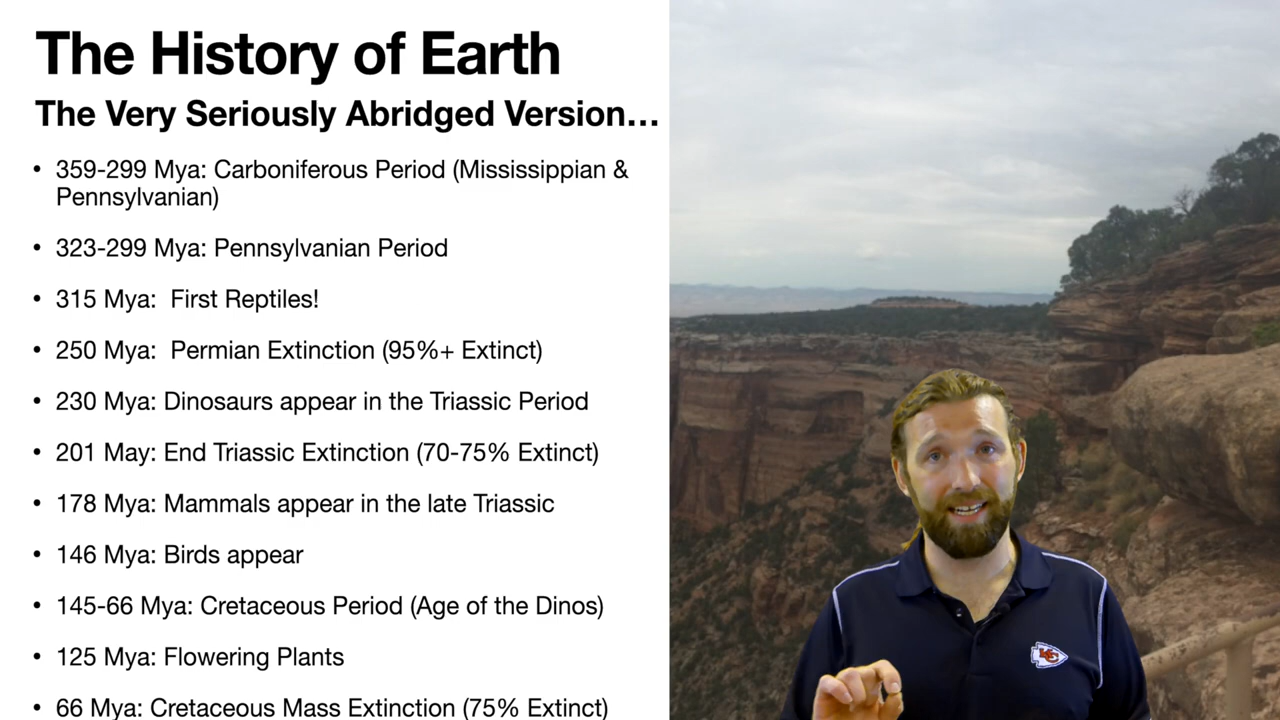 The History of Earth
The Very Seriously Abridged Version...
• 359-299 Mya: Carboniferous Period (Mississippian &
Pennsylvanian)
• 323-299 Mya: Pennsylvanian Period
• 315 Mya:  First Reptiles!
• 250 Mya:  Permian Extinction (95%+ Extinct)
• 230 Mya: Dinosaurs appear in the Triassic Period
• 201 May: End Triassic Extinction (70-75% Extinct)
• 178 Mya: Mammals appear in the late Triassic
• 146 Mya: Birds appear
• 145-66 Mya: Cretaceous Period (Age of the Dinos)
• 125 Mya: Flowering Plants
• 66 Mya: Cretaceous Mass Extinction (75% Extinct)
KC